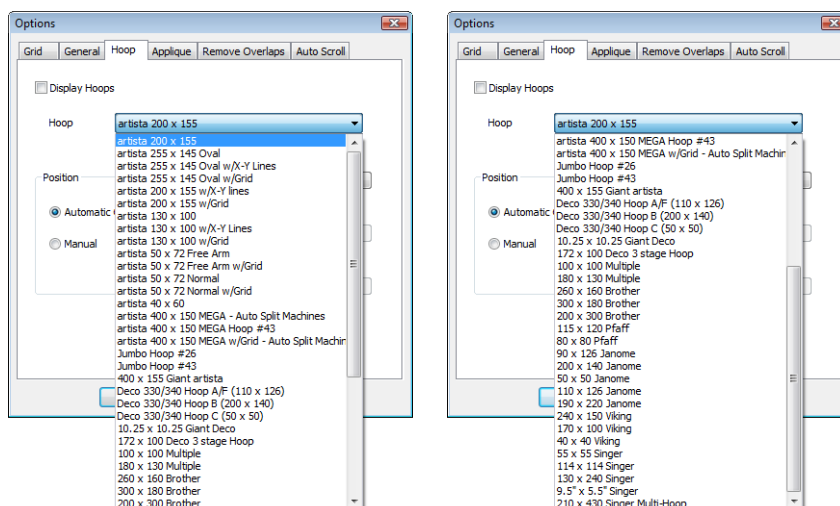 Options
Grid General Hoop Applique Remove Overlaps Auto Scroll
Display Hoops
Hoop artista 200 x 155
artista 200 x 155
artista 255 x 145 Oval
artista 255 x 145 Oval w/X-Y Lines
artista 255 x 145 Oval w/Grid
artista 200 x 155 w/X-Y lines
artista 200 x 155 w/Grid
artista 130 x 100
artista 130 x 100 w/X-Y Lines
artista 130 x 100 w/Grid
artista 50 x 72 Free Arm
artista 50 x 72 Free Arm w/Grid
artista 50 x 72 Normal
artista 50 x 72 Normal w/Grid
artista 40 x 60
artista 400 x 150 MEGA - Auto Split Machines
artista 400 x 150 MEGA Hoop #43
artista 400 x 150 MEGA w/Grid - Auto Split Machin
Jumbo Hoop #26
Jumbo Hoop #43
400 x 155 Giant artista
Deco 330/340 Hoop A/F (110 x 126)
Deco 330/340 Hoop B (200 x 140)
Deco 330/340 Hoop C (50 x 50)
10.25 x 10.25 Giant Deco
172 x 100 Deco 3 stage Hoop
100 x 100 Multiple
180 x 130 Multiple
260 x 160 Brother
300 x 180 Brother
200 x 300 Brother
Position
Automatic
Manual
Options
Grid General Hoop Applique Remove Overlaps Auto Scroll
Display Hoops
Hoop artista 200 x 155
artista 400 x 150 MEGA Hoop #43
artista 400 x 150 MEGA w/Grid - Auto Split Machin
Jumbo Hoop #26
Jumbo Hoop #43
400 x 155 Giant artista
Deco 330/340 Hoop A/F (110 x 126)
Deco 330/340 Hoop B (200 x 140)
Deco 330/340 Hoop C (50 x 50)
10.25 x 10.25 Giant Deco
172 x 100 Deco 3 stage Hoop
100 x 100 Multiple
180 x 130 Multiple
260 x 160 Brother
300 x 180 Brother
200 x 300 Brother
115 x 120 Pfaff
80 x 80 Pfaff
90 x 126 Janome
200 x 140 Janome
50 x 50 Janome
110 x 126 Janome
190 x 220 Janome
240 x 150 Viking
170 x 100 Viking
40 x 40 Viking
55 x 55 Singer
114 x 114 Singer
130 x 240 Singer
9.5" x 5.5" Singer
210 x 430 Singer Multi-Hoop
Position
Automatic
Manual